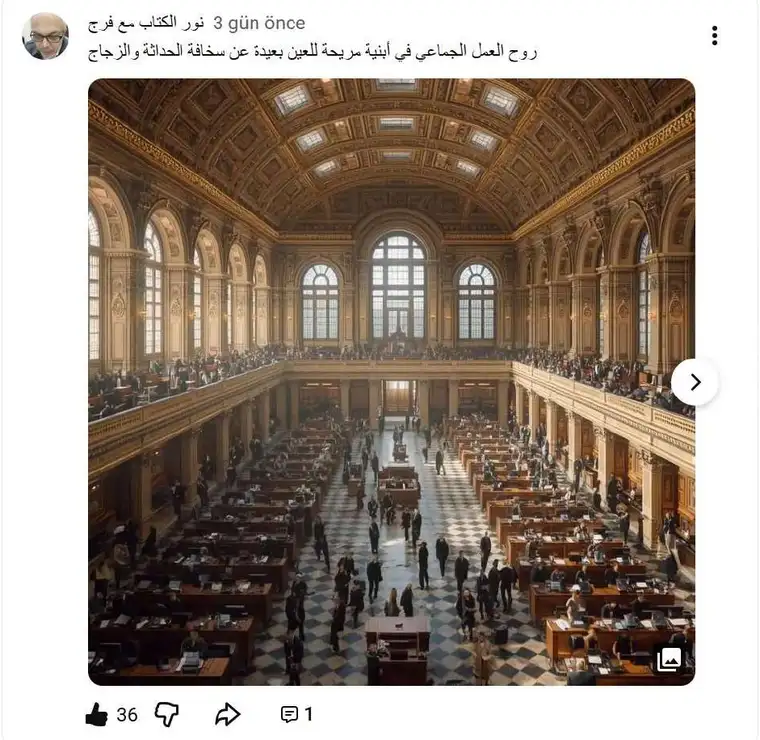 نور الكتاب مع فرج 3 gün önce
روح العمل الجماعي في أبنية مريحة للعين بعيدة عن سخافة الحداثة والزجاج
36
1